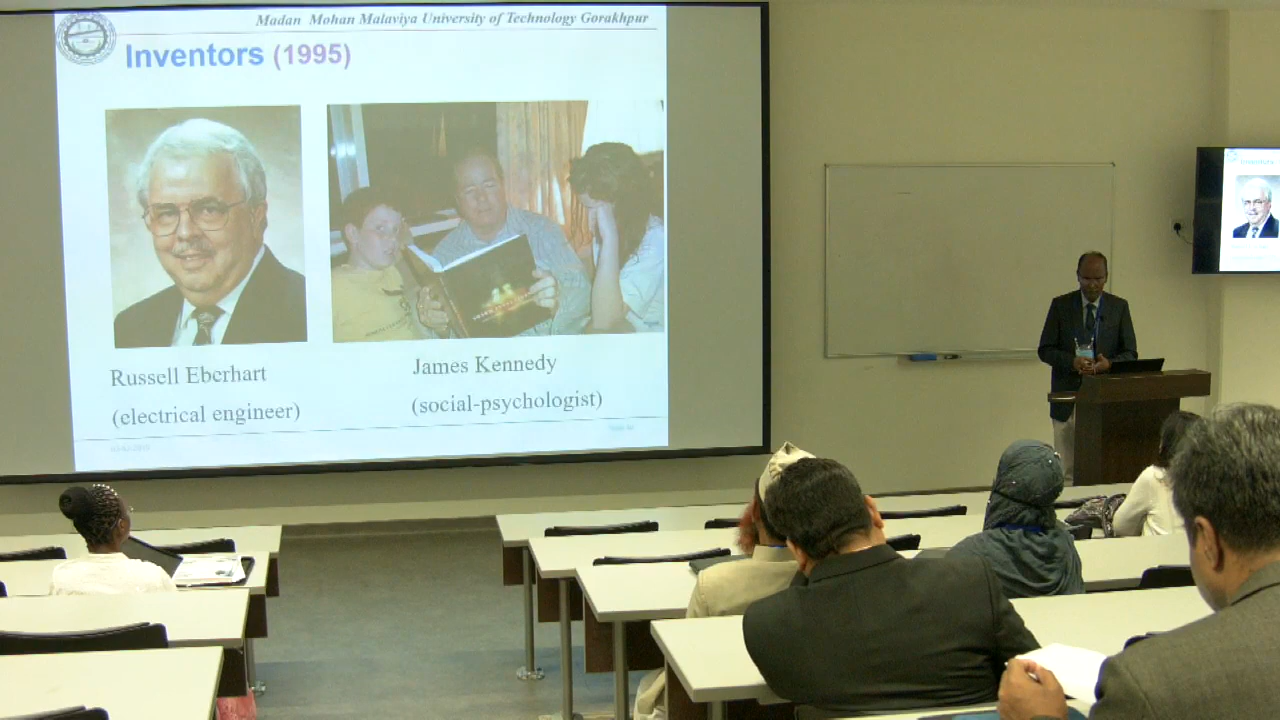 Madan Mohan Malaviya University of Technology Gorakhpur
Inventors (1995)
Russell Eberhart
(electrical engineer)
James Kennedy
(social-psychologist)